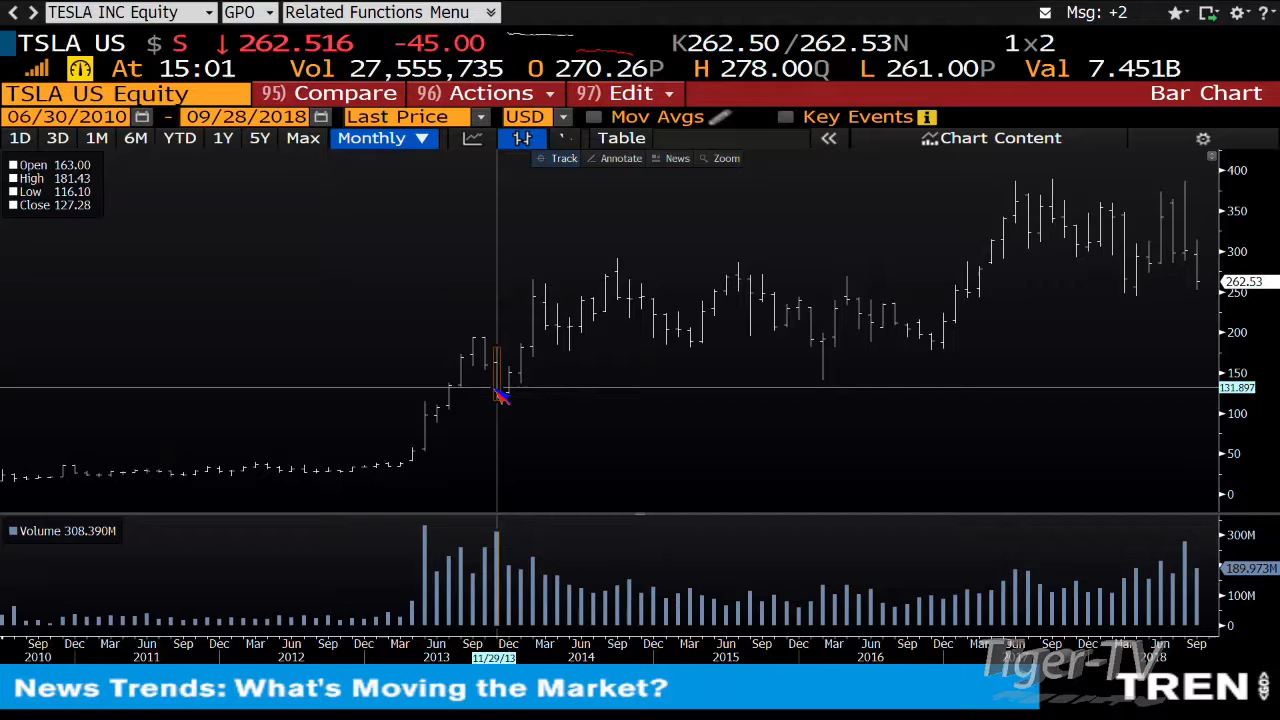 TESLA INC Equity GPO Related Functions Menu Msg: +2 ?
TSLA US $ S ↓ 262.516 -45.00 K262.50 /262.53N 1x2
At 15:01 Vol 27,555,735 O 270.26P H 278.00Q L 261.00P Val 7.451B
TSLA US Equity 95) Compare 96) Actions 97) Edit Bar Chart
06/30/2010 - 09/28/2018 Last Price USD Mov Avgs Key Events
1D 3D 1M 6M YTD 1Y 5Y Max Monthly ▼ Table « Chart Content
Track Annotate News Zoom
Open 163.00
High 181.43
Low 116.10
Close 127.28
400
350
300
262.53
250
200
150
131.897
100
50
0
Volume 308.390M
300M
189.973M
100M
0
Sep Dec Mar Jun Sep Dec Mar Jun Sep Dec Mar Jun Sep Dec Mar Jun Sep Dec Mar Jun Sep Dec Mar Jun Sep Dec Mar Jun Sep Dec Mar Jun Sep
2010 2011 2012 2013 11/29/13 2014 2015 2016 2018
Tiger-TV
News Trends: What's Moving the Market?
TREN